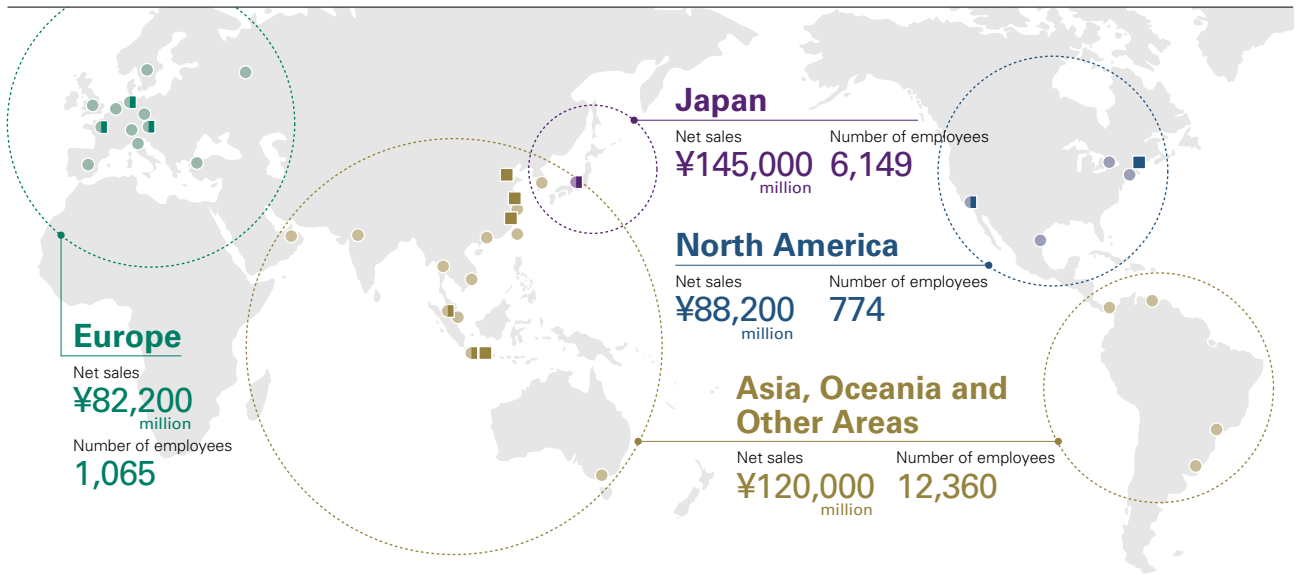 Japan
Net sales
Number of employees
¥145,000
6,149
million
North America
Net sales
Number of employees
¥88,200
774
million
Europe
Net sales
¥82,200
million
Number of employees
1,065
Asia, Oceania and
Other Areas
Net sales
Number of employees
¥120,000
12,360
million